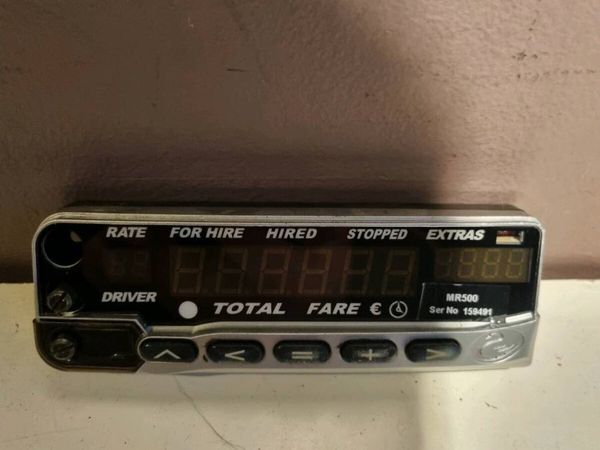 RATE FOR HIRE HIRED STOPPED EXTRAS
DRIVER TOTAL FARE €
MR500
Ser No 159491
^ < = + >